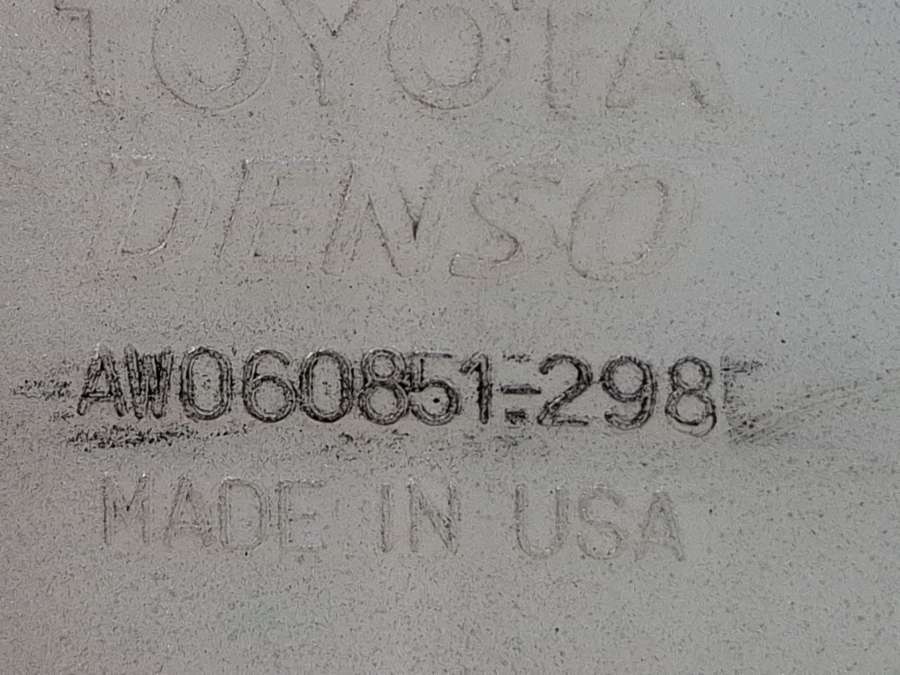 TOYOTA
DENSO
AW060851-298
MADE IN USA